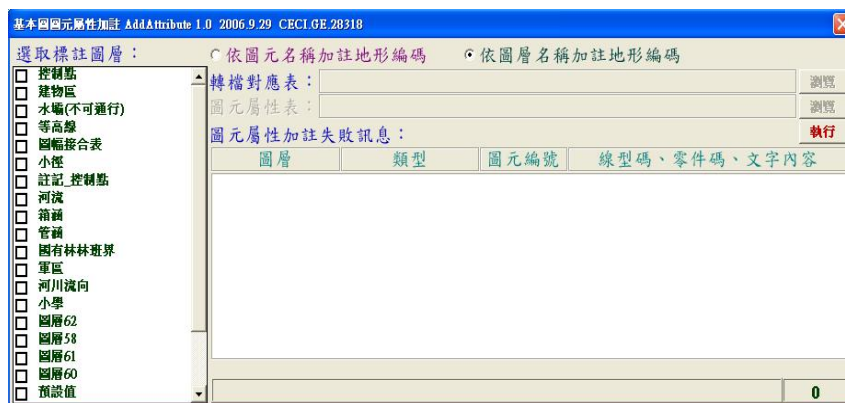 基本圖圖元屬性加註 AddAttribute 1.0 2006.9.29 CECI.GE.28318
選取標註圖層：
依圖元名稱加註地形編碼
依圖層名稱加註地形編碼
控制點
建物區
水壩(不可通行)
等高線
圖幅接合表
小徑
註記_控制點
河流
箱涵
管涵
國有林林班界
軍區
河川流向
小學
圖層62
圖層58
圖層61
圖層60
預設值
轉檔對應表：
瀏覽
圖元屬性表：
瀏覽
圖元屬性加註失敗訊息：
執行
圖層 類型 圖元編號 線型碼、零件碼、文字內容
0